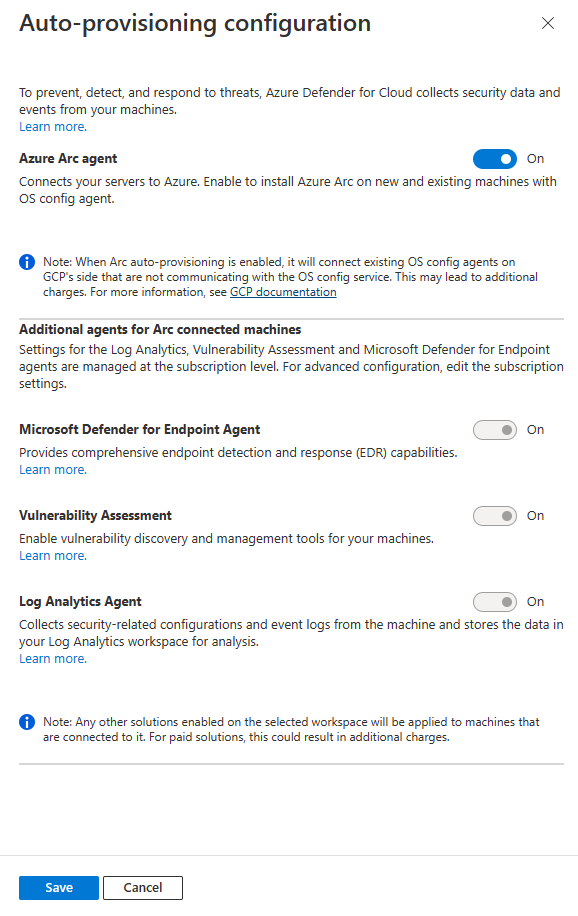 Auto-provisioning configuration
To prevent, detect, and respond to threats, Azure Defender for Cloud collects security data and
events from your machines.
Learn more.
Azure Arc agent
On
Connects your servers to Azure. Enable to install Azure Arc on new and existing machines with
OS config agent.
Note: When Arc auto-provisioning is enabled, it will connect existing OS config agents on
GCP's side that are not communicating with the OS config service. This may lead to additional
charges. For more information, see GCP documentation
Additional agents for Arc connected machines
Settings for the Log Analytics, Vulnerability Assessment and Microsoft Defender for Endpoint
agents are managed at the subscription level. For advanced configuration, edit the subscription
settings.
Microsoft Defender for Endpoint Agent
On
Provides comprehensive endpoint detection and response (EDR) capabilities.
Learn more.
Vulnerability Assessment
On
Enable vulnerability discovery and management tools for your machines.
Learn more.
Log Analytics Agent
On
Collects security-related configurations and event logs from the machine and stores the data in
your Log Analytics workspace for analysis.
Learn more.
Note: Any other solutions enabled on the selected workspace will be applied to machines that
are connected to it. For paid solutions, this could result in additional charges.
Save
Cancel